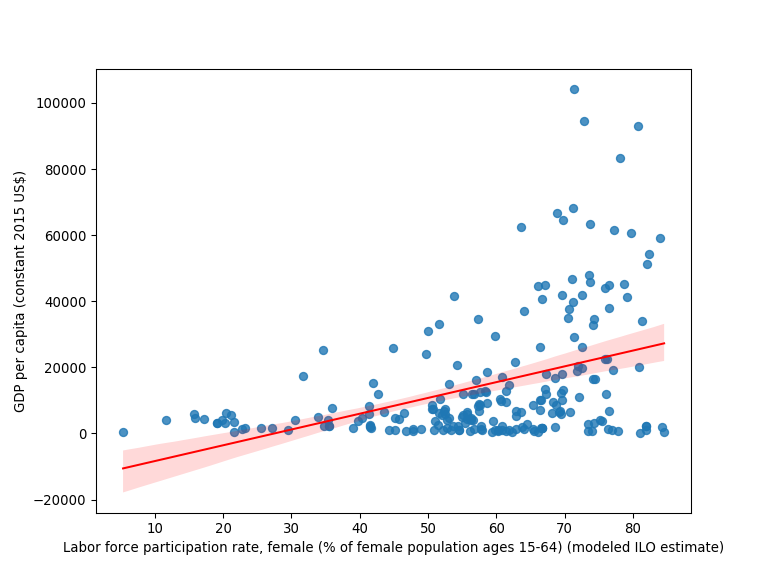 100000
80000
60000
40000
20000
0
−20000
GDP per capita (constant 2015 US$)
10 20 30 40 50 60 70 80
Labor force participation rate, female (% of female population ages 15-64) (modeled ILO estimate)